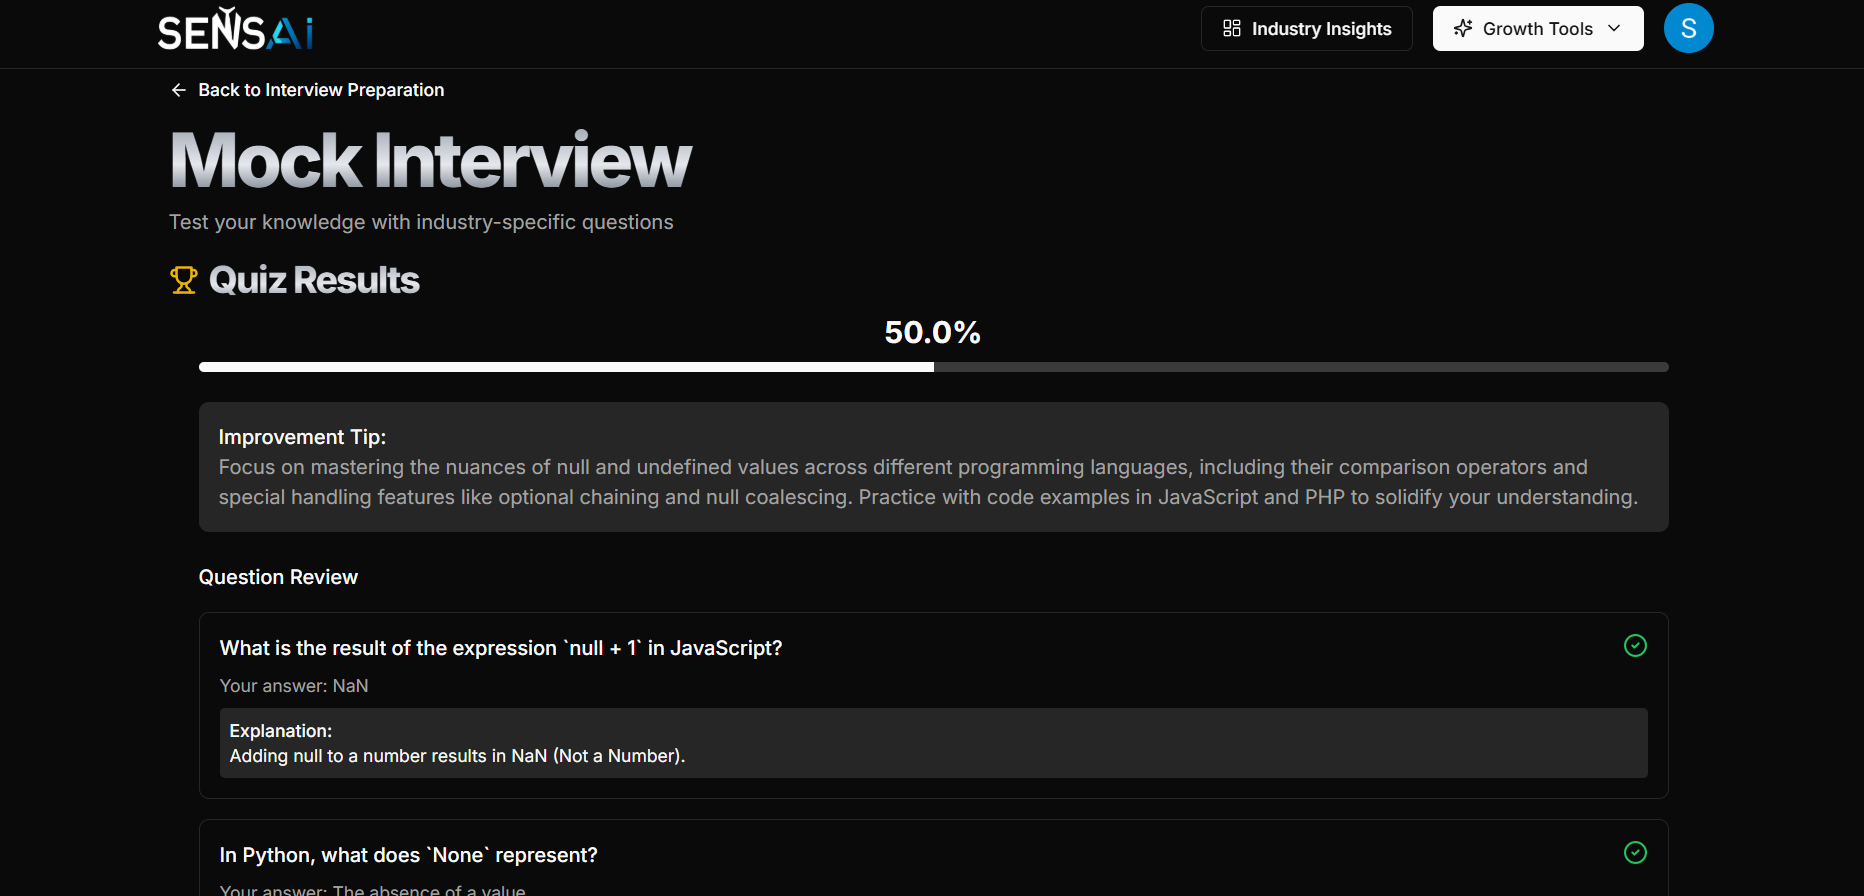 SENSAi
Industry Insights
Growth Tools
S
Back to Interview Preparation
Mock Interview
Test your knowledge with industry-specific questions
Quiz Results
50.0%
Improvement Tip:
Focus on mastering the nuances of null and undefined values across different programming languages, including their comparison operators and
special handling features like optional chaining and null coalescing. Practice with code examples in JavaScript and PHP to solidify your understanding.
Question Review
What is the result of the expression `null + 1` in JavaScript?
Your answer: NaN
Explanation:
Adding null to a number results in NaN (Not a Number).
In Python, what does `None` represent?
Your answer: The absence of a value